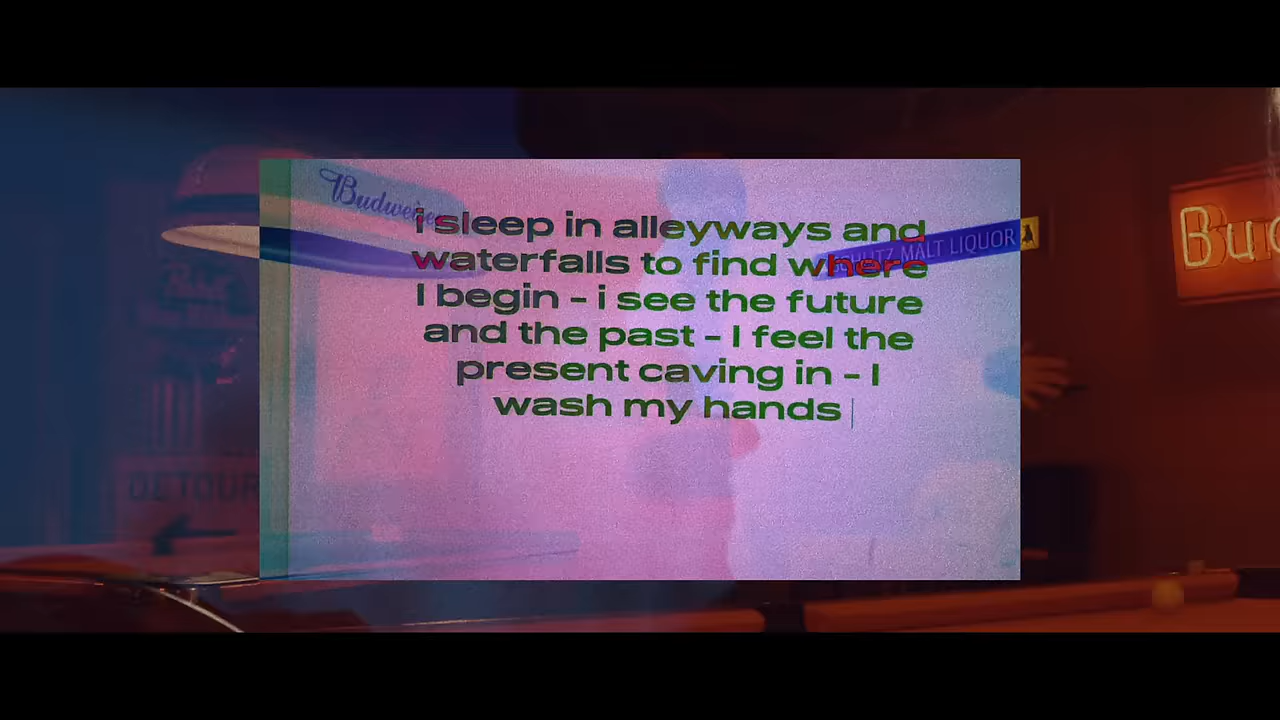 Budweiser
i sleep in alleyways and
waterfalls to find where
I begin - i see the future
and the past - I feel the
present caving in - I
wash my hands
MALT LIQUOR
Bu
DETOUR